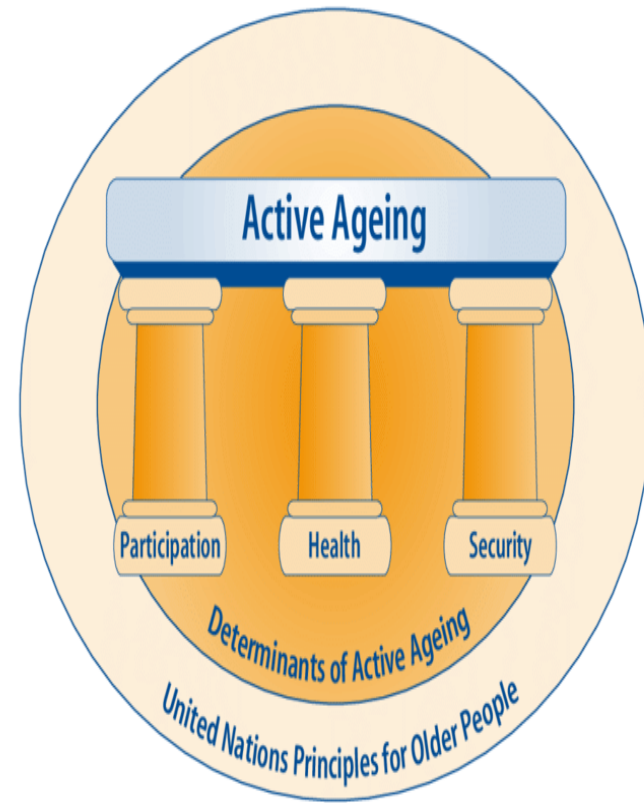 Active Ageing
Participation
Health
Security
Determinants of Active Ageing
United Nations Principles for Older People